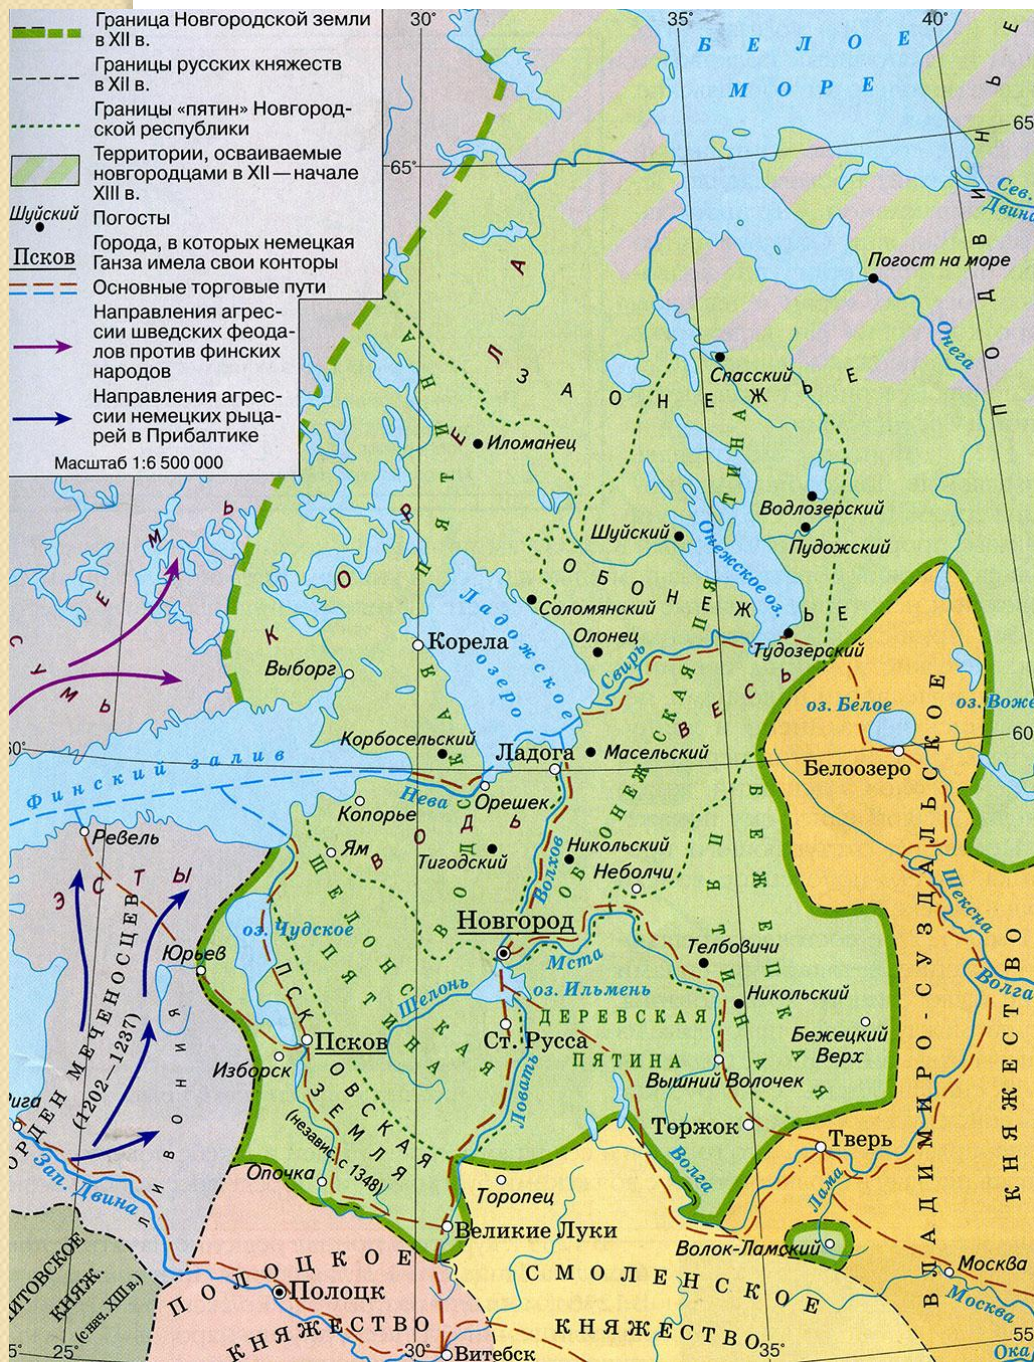 Граница Новгородской земли
в XII в.
Границы русских княжеств
в XII в.
Границы «пятин» Новгород-
ской республики
Территории, осваиваемые
новгородцами в XII — начале
XIII в.
Шуйский
Погосты
Псков
Города, в которых немецкая
Ганза имела свои конторы
Основные торговые пути
Направления агрес-
сии шведских феода-
лов против финских
народов
Направления агрес-
сии немецких рыца-
рей в Прибалтике
Масштаб 1:6 500 000
30°
35°
40°
БЕЛОЕ
МОРЕ
65
65°
Сев.
Двина
ПОДВИНЬЕ
Погост на море
Онега
Спасский
ЗАОНЕЖЬЕ
КОРЕЛА
Иломанец
Водлозерский
Шуйский
Пудожский
Онежское оз.
ОБОНЕЖЬЕ
Соломянский
Ладожское
озеро
Корела
Олонец
Тудозерский
Свирь
Выборг
ЕМЬ
СУМЬ
ВЕСЬ
оз. Белое
оз. Воже
60°
60
Корбосельский
Ладога
Масельский
Белоозеро
Финский залив
Нева
Орешек
Копорье
ВОДЬ
Ревель
Ям
Тигодский
Волхов
Никольский
Неболчи
ЭСТЫ
ВОДСКАЯ ПЯТИНА
ОБОНЕЖСКАЯ ПЯТИНА
БЕЖЕЦКАЯ
ПЯТИНА
Шексна
оз. Чудское
Новгород
Юрьев
Мста
Телбовичи
Волга
ШЕЛОНСКАЯ
ПЯТИНА
Шелонь
оз. Ильмень
Никольский
ДЕРЕВСКАЯ
ПЯТИНА
Ст. Русса
Бежецкий
Верх
Псков
Изборск
Вышний Волочек
ПСКОВСКАЯ
ЗЕМЛЯ
(независ. с 1348)
Ловать
ОРДЕН МЕЧЕНОСЦЕВ
(1202—1237)
ЛИВОНИЯ
Рига
Торжок
Тверь
Зап. Двина
Опочка
Торопец
Волга
Лама
Великие Луки
Волок-Ламский
ВЛАДИМИРО-СУЗДАЛЬСКОЕ
КНЯЖЕСТВО
Москва
Москва
ИТОВСКОЕ
КНЯЖ.
(с нач. XIII в.)
ПОЛОЦКОЕ
КНЯЖЕСТВО
Полоцк
СМОЛЕНСКОЕ
КНЯЖЕСТВО
Витебск
Ока
55
25°
25°
30°
35°